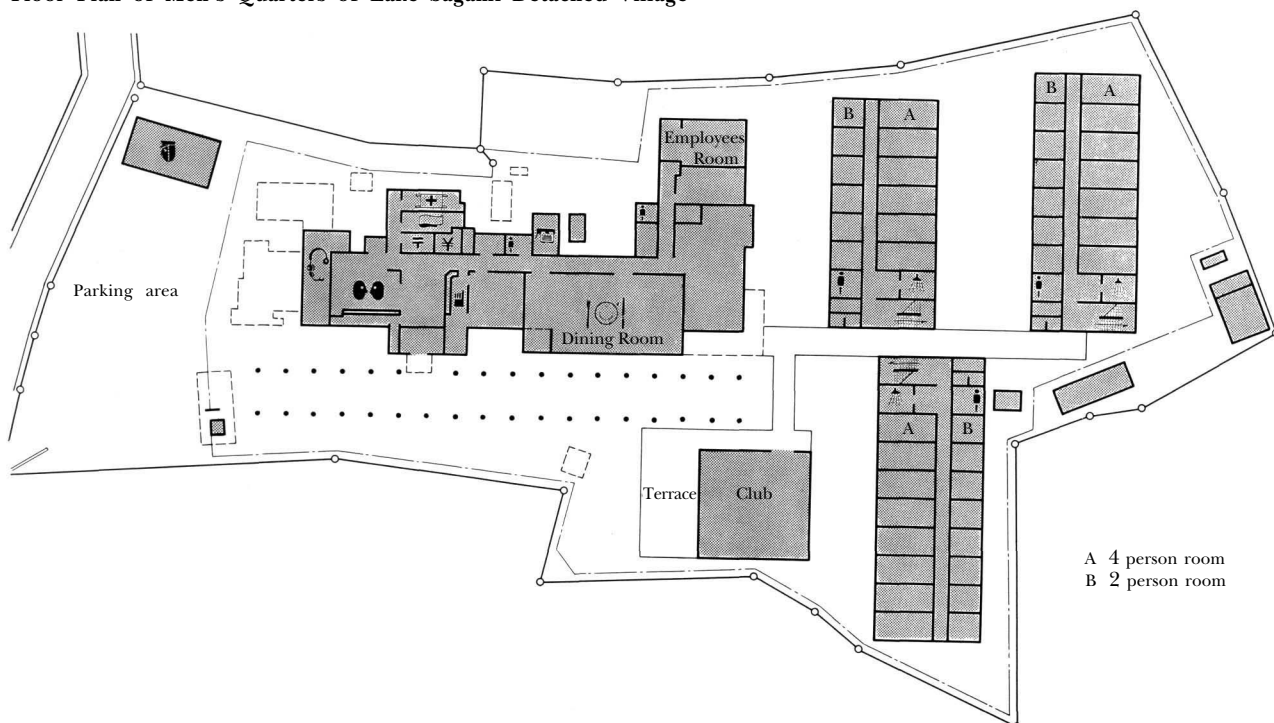 Floor Plan of Men's Quarters of Lake Sagami Detached Village
Employees
Room
B
A
B
A
〒
¥
Parking area
Dining Room
A
B
Terrace
Club
A 4 person room
B 2 person room